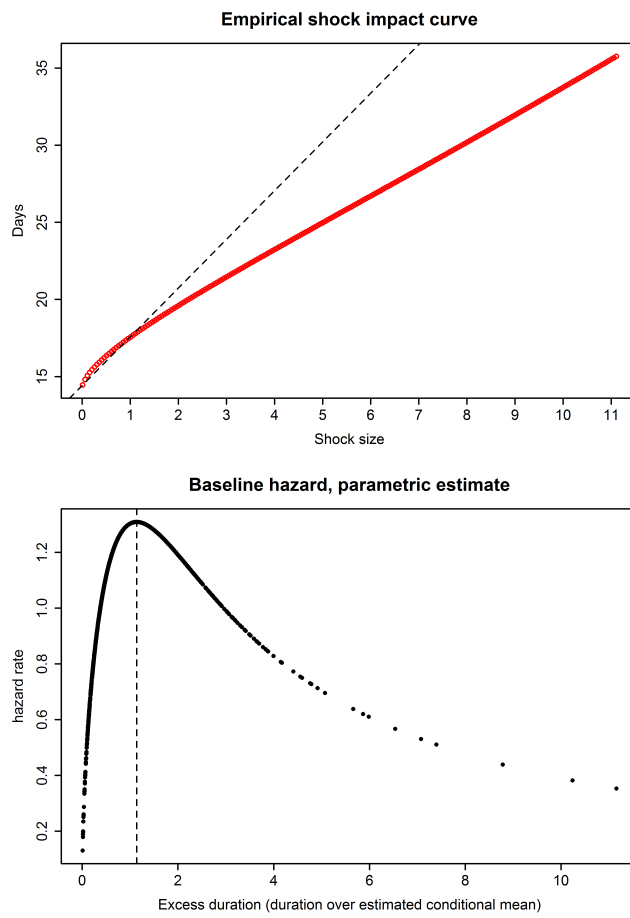 Empirical shock impact curve
35
30
25
20
15
Days
0 1 2 3 4 5 6 7 8 9 10 11
Shock size
Baseline hazard, parametric estimate
1.2
1.0
0.8
0.6
0.4
0.2
hazard rate
0 2 4 6 8 10
Excess duration (duration over estimated conditional mean)